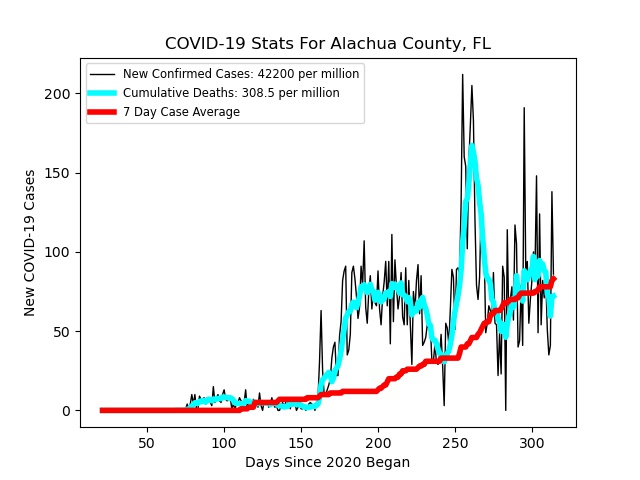 COVID-19 Stats For Alachua County, FL
New Confirmed Cases: 42200 per million
Cumulative Deaths: 308.5 per million
7 Day Case Average
New COVID-19 Cases
200
150
100
50
0
50 100 150 200 250 300
Days Since 2020 Began